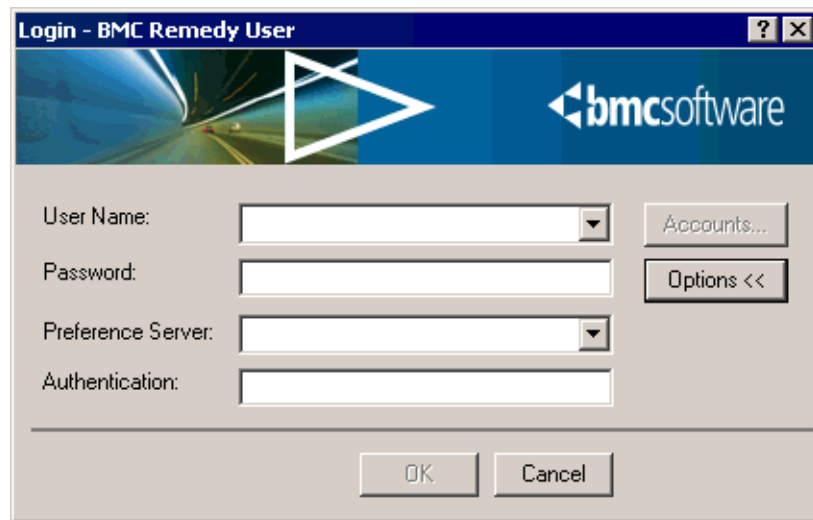 Login - BMC Remedy User
bmcsoftware
User Name:
Accounts...
Password:
Options <<
Preference Server:
Authentication:
OK
Cancel